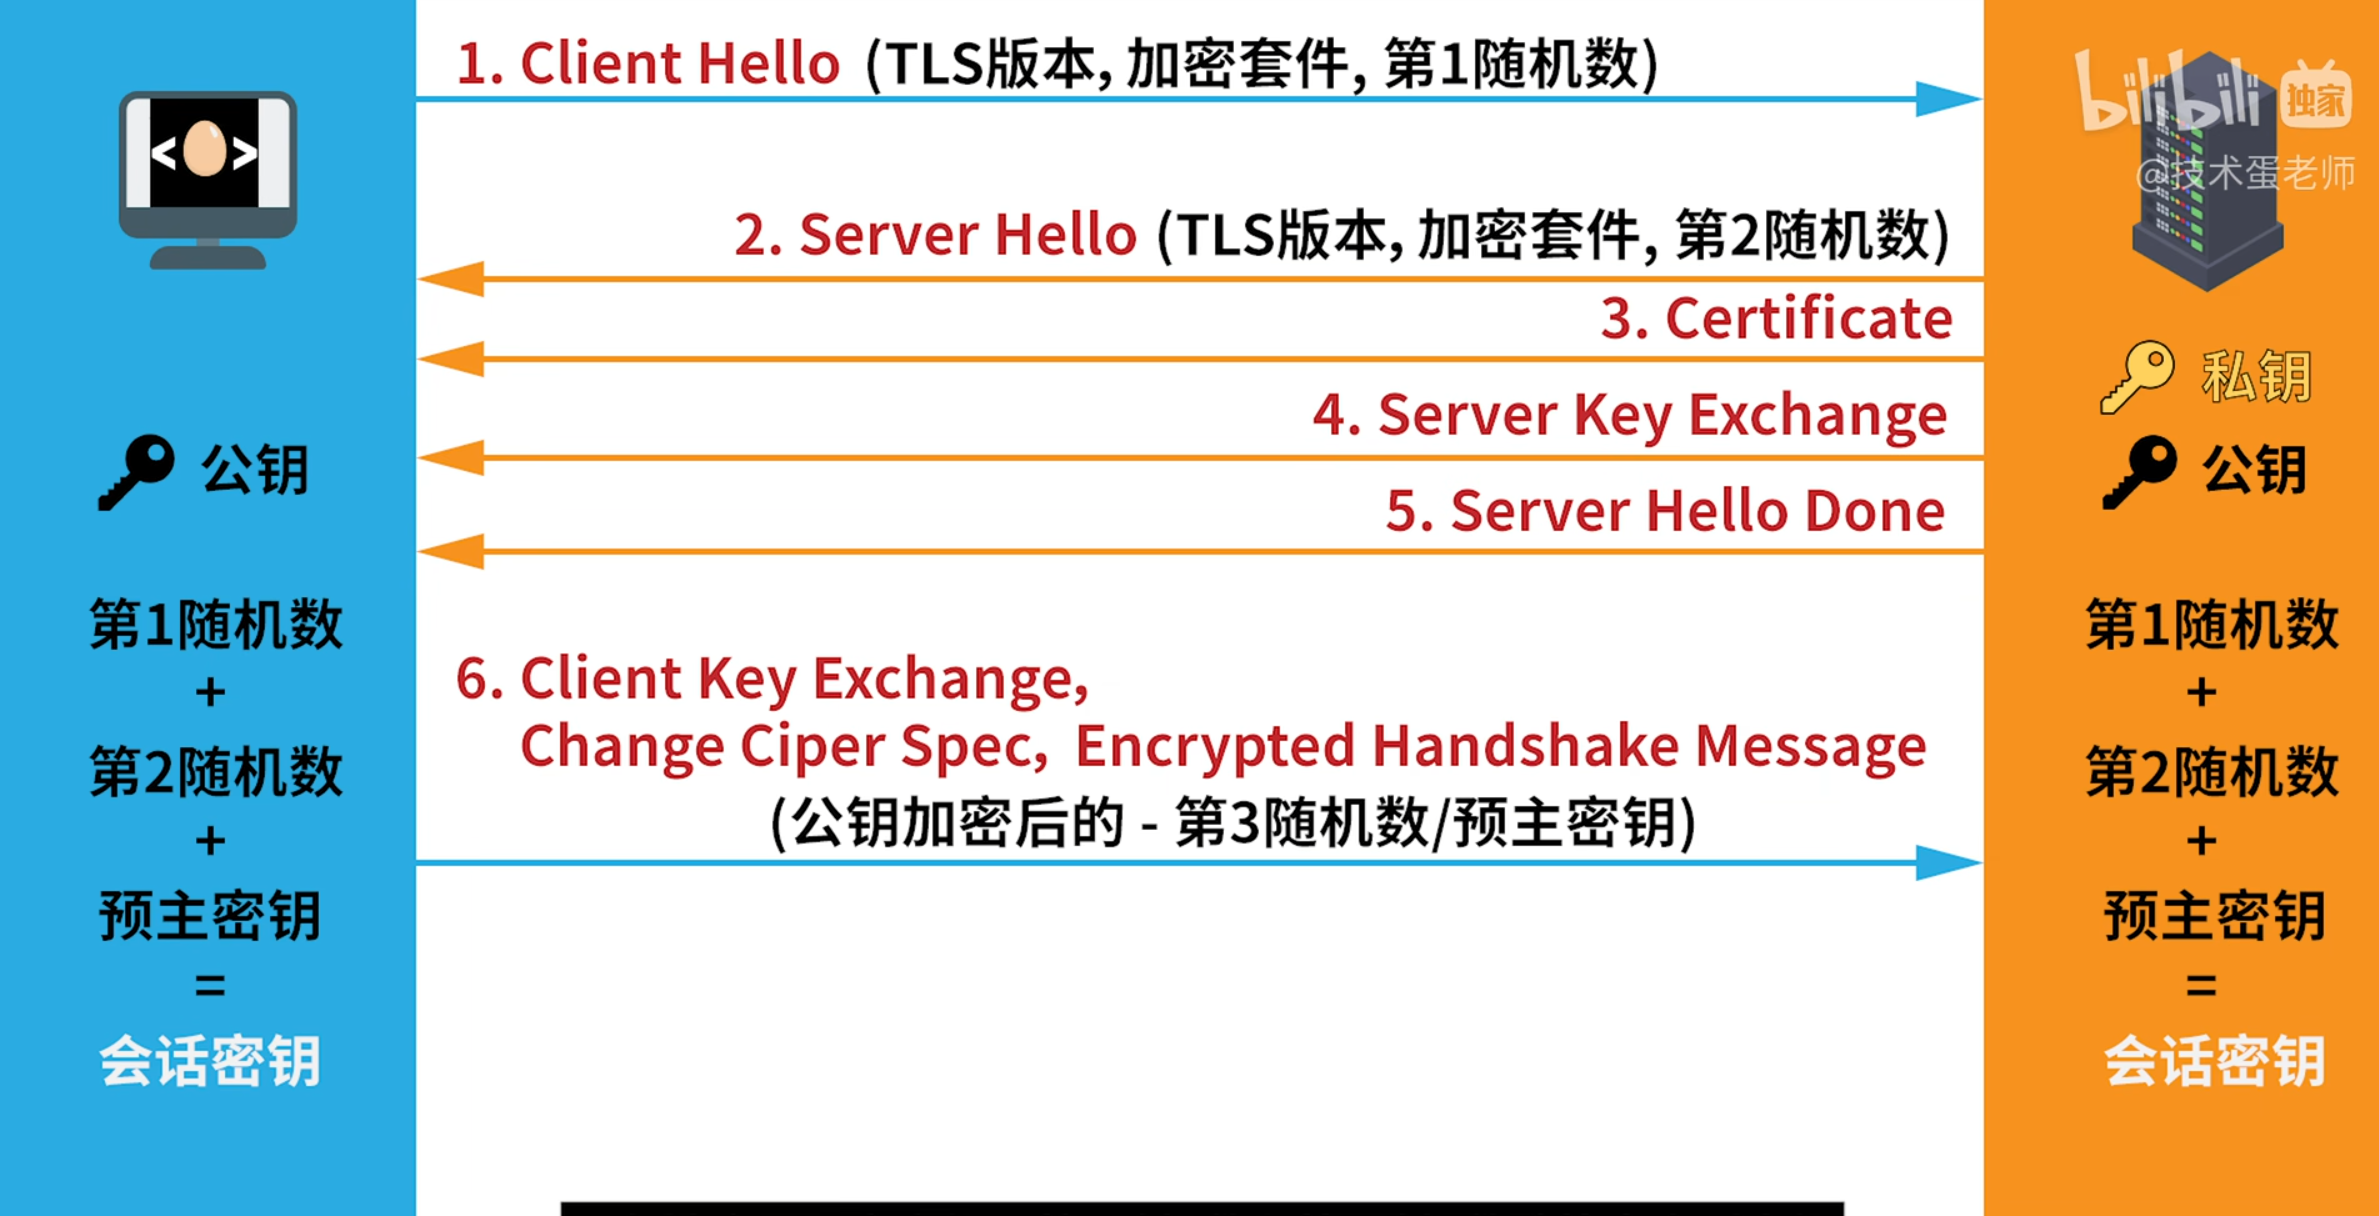 1. Client Hello (TLS版本, 加密套件, 第1随机数)
bilibili 独家
@技术蛋老师
< >
2. Server Hello (TLS版本, 加密套件, 第2随机数)
3. Certificate
私钥
4. Server Key Exchange
公钥
公钥
5. Server Hello Done
第1随机数
+
第2随机数
+
预主密钥
=
会话密钥
6. Client Key Exchange,
Change Ciper Spec, Encrypted Handshake Message
(公钥加密后的 - 第3随机数/预主密钥)
第1随机数
+
第2随机数
+
预主密钥
=
会话密钥